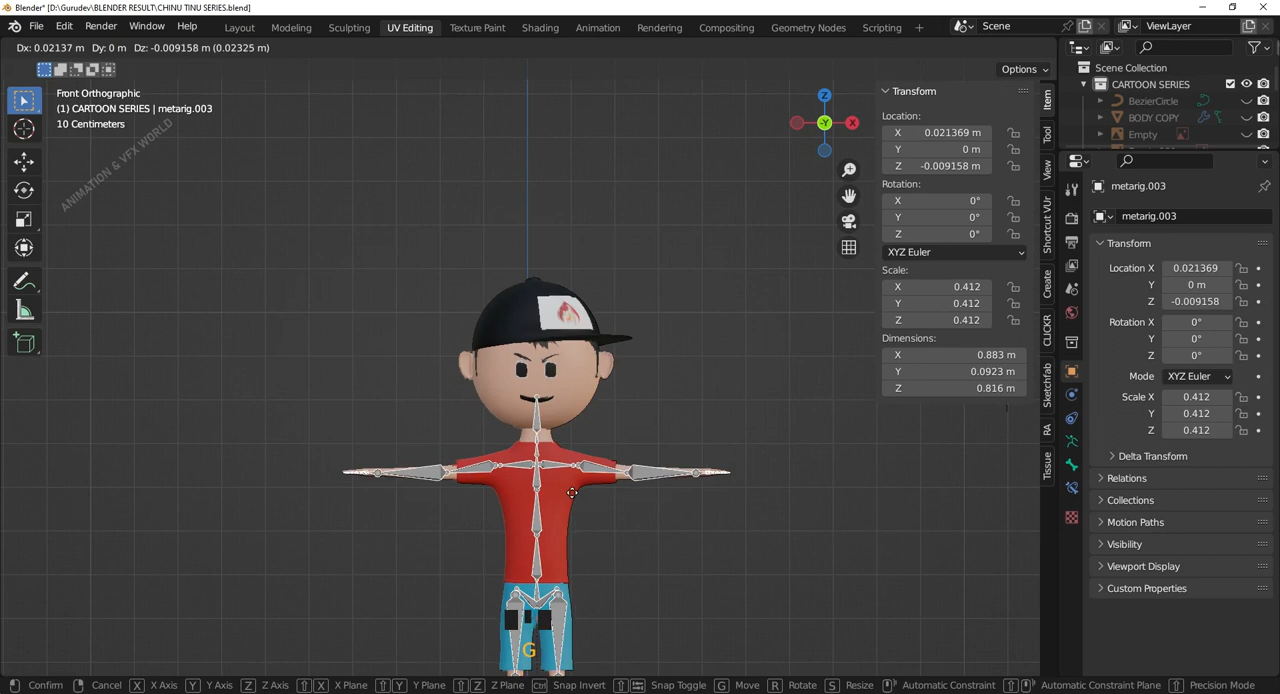 Blender* [D:\Gurudev\BLENDER RESULT\CHINU TINU SERIES.blend]
File Edit Render Window Help Layout Modeling Sculpting UV Editing Texture Paint Shading Animation Rendering Compositing Geometry Nodes Scripting + Scene ViewLayer
Dx: 0.02137 m Dy: 0 m Dz: -0.009158 m (0.02325 m)
Options
Front Orthographic
(1) CARTOON SERIES | metarig.003
10 Centimeters
ANIMATION & VFX WORLD
Z
-Y
X
Transform
Location:
X 0.021369 m
Y 0 m
Z -0.009158 m
Rotation:
X 0°
Y 0°
Z 0°
XYZ Euler
Scale:
X 0.412
Y 0.412
Z 0.412
Dimensions:
X 0.883 m
Y 0.0923 m
Z 0.816 m
Item
Tool
View
Shortcut VUr
Create
CLICKR
Sketchfab
RA
Tissue
Scene Collection
CARTOON SERIES
BezierCircle
BODY COPY
Empty
metarig.003
metarig.003
Transform
Location X 0.021369
Y 0 m
Z -0.009158
Rotation X 0°
Y 0°
Z 0°
Mode XYZ Euler
Scale X 0.412
Y 0.412
Z 0.412
Delta Transform
Relations
Collections
Motion Paths
Visibility
Viewport Display
Custom Properties
G
Confirm Cancel X X Axis Y Y Axis Z Z Axis X X Plane Y Y Plane Z Z Plane Ctrl Snap Invert Snap Toggle G Move R Rotate S Resize Automatic Constraint Automatic Constraint Plane Precision Mode